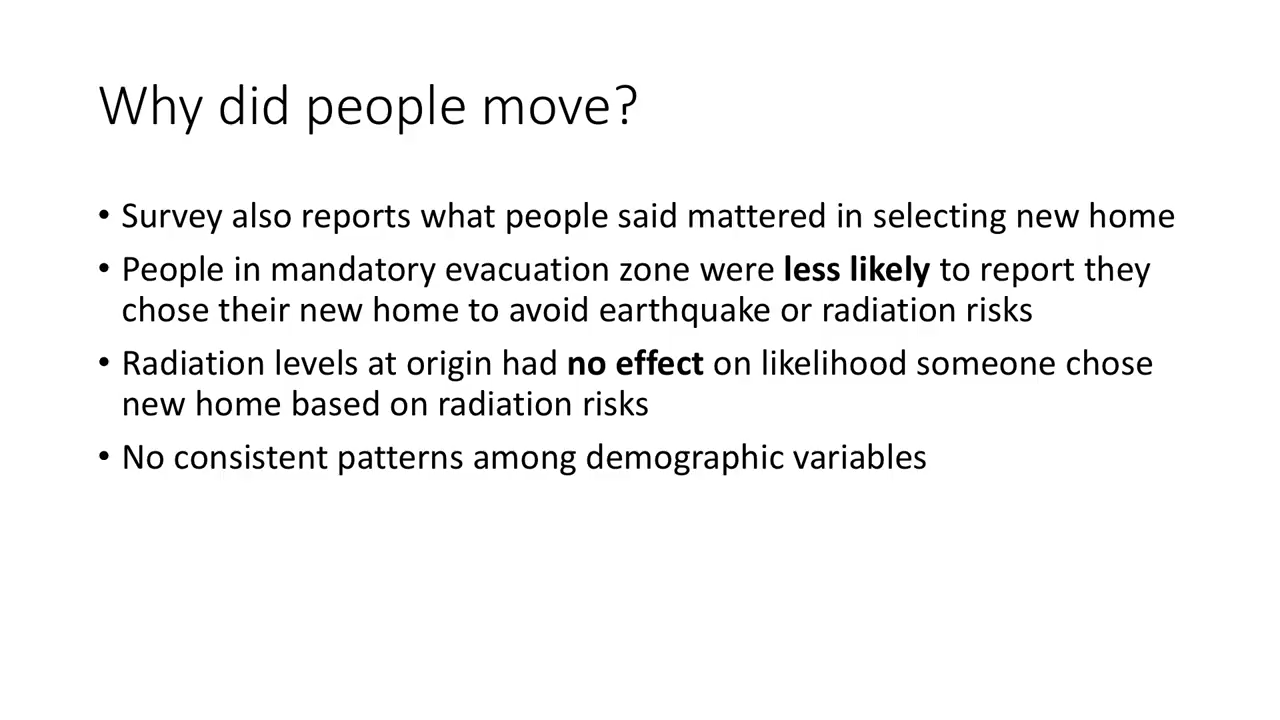 Why did people move?
• Survey also reports what people said mattered in selecting new home
• People in mandatory evacuation zone were less likely to report they
chose their new home to avoid earthquake or radiation risks
• Radiation levels at origin had no effect on likelihood someone chose
new home based on radiation risks
• No consistent patterns among demographic variables